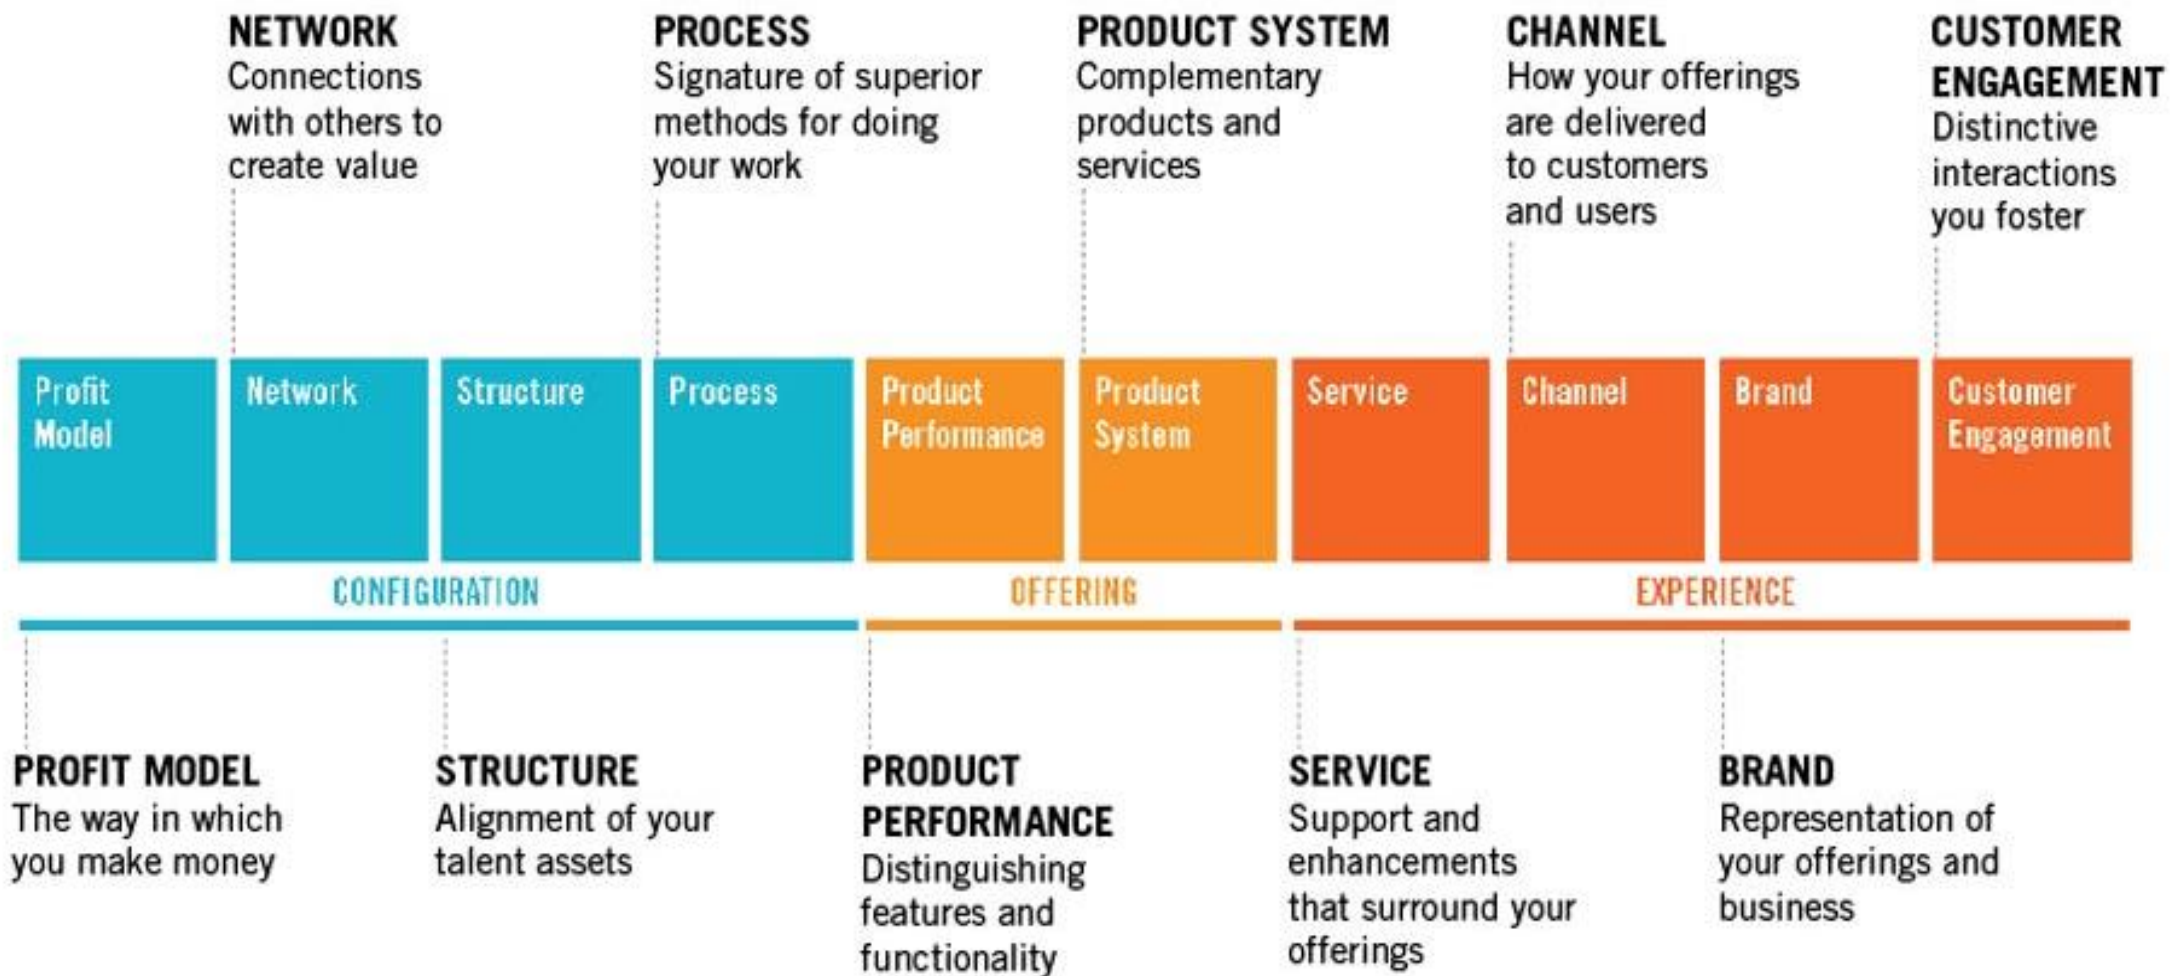 NETWORK
Connections
with others to
create value
PROCESS
Signature of superior
methods for doing
your work
PRODUCT SYSTEM
Complementary
products and
services
CHANNEL
How your offerings
are delivered
to customers
and users
CUSTOMER
ENGAGEMENT
Distinctive
interactions
you foster
Profit
Model
Network
Structure
Process
Product
Performance
Product
System
Service
Channel
Brand
Customer
Engagement
CONFIGURATION
OFFERING
EXPERIENCE
PROFIT MODEL
The way in which
you make money
STRUCTURE
Alignment of your
talent assets
PRODUCT
PERFORMANCE
Distinguishing
features and
functionality
SERVICE
Support and
enhancements
that surround your
offerings
BRAND
Representation of
your offerings and
business